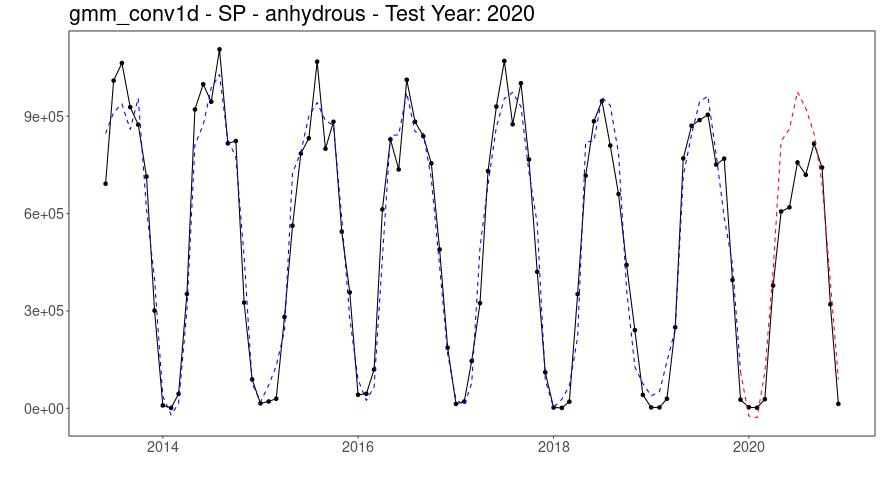 gmm_conv1d - SP - anhydrous - Test Year: 2020
9e+05
6e+05
3e+05
0e+00
2014 2016 2018 2020